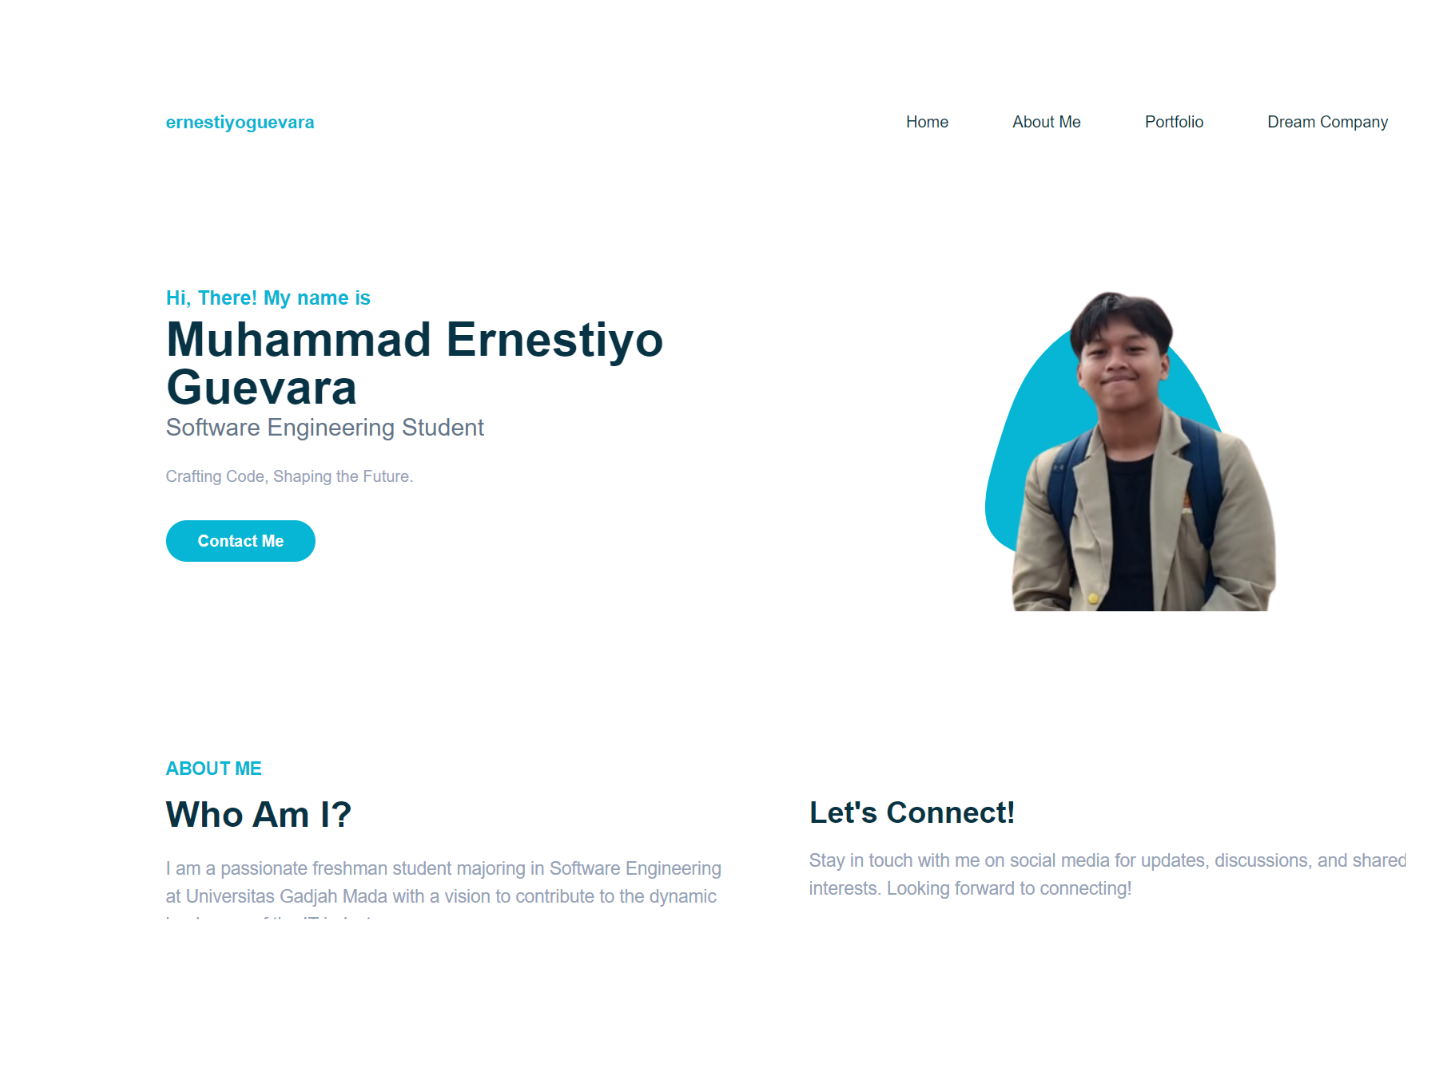 ernestiyoguevara
Home
About Me
Portfolio
Dream Company
Hi, There! My name is
Muhammad Ernestiyo
Guevara
Software Engineering Student
Crafting Code, Shaping the Future.
Contact Me
ABOUT ME
Who Am I?
I am a passionate freshman student majoring in Software Engineering
at Universitas Gadjah Mada with a vision to contribute to the dynamic
Let's Connect!
Stay in touch with me on social media for updates, discussions, and shared
interests. Looking forward to connecting!